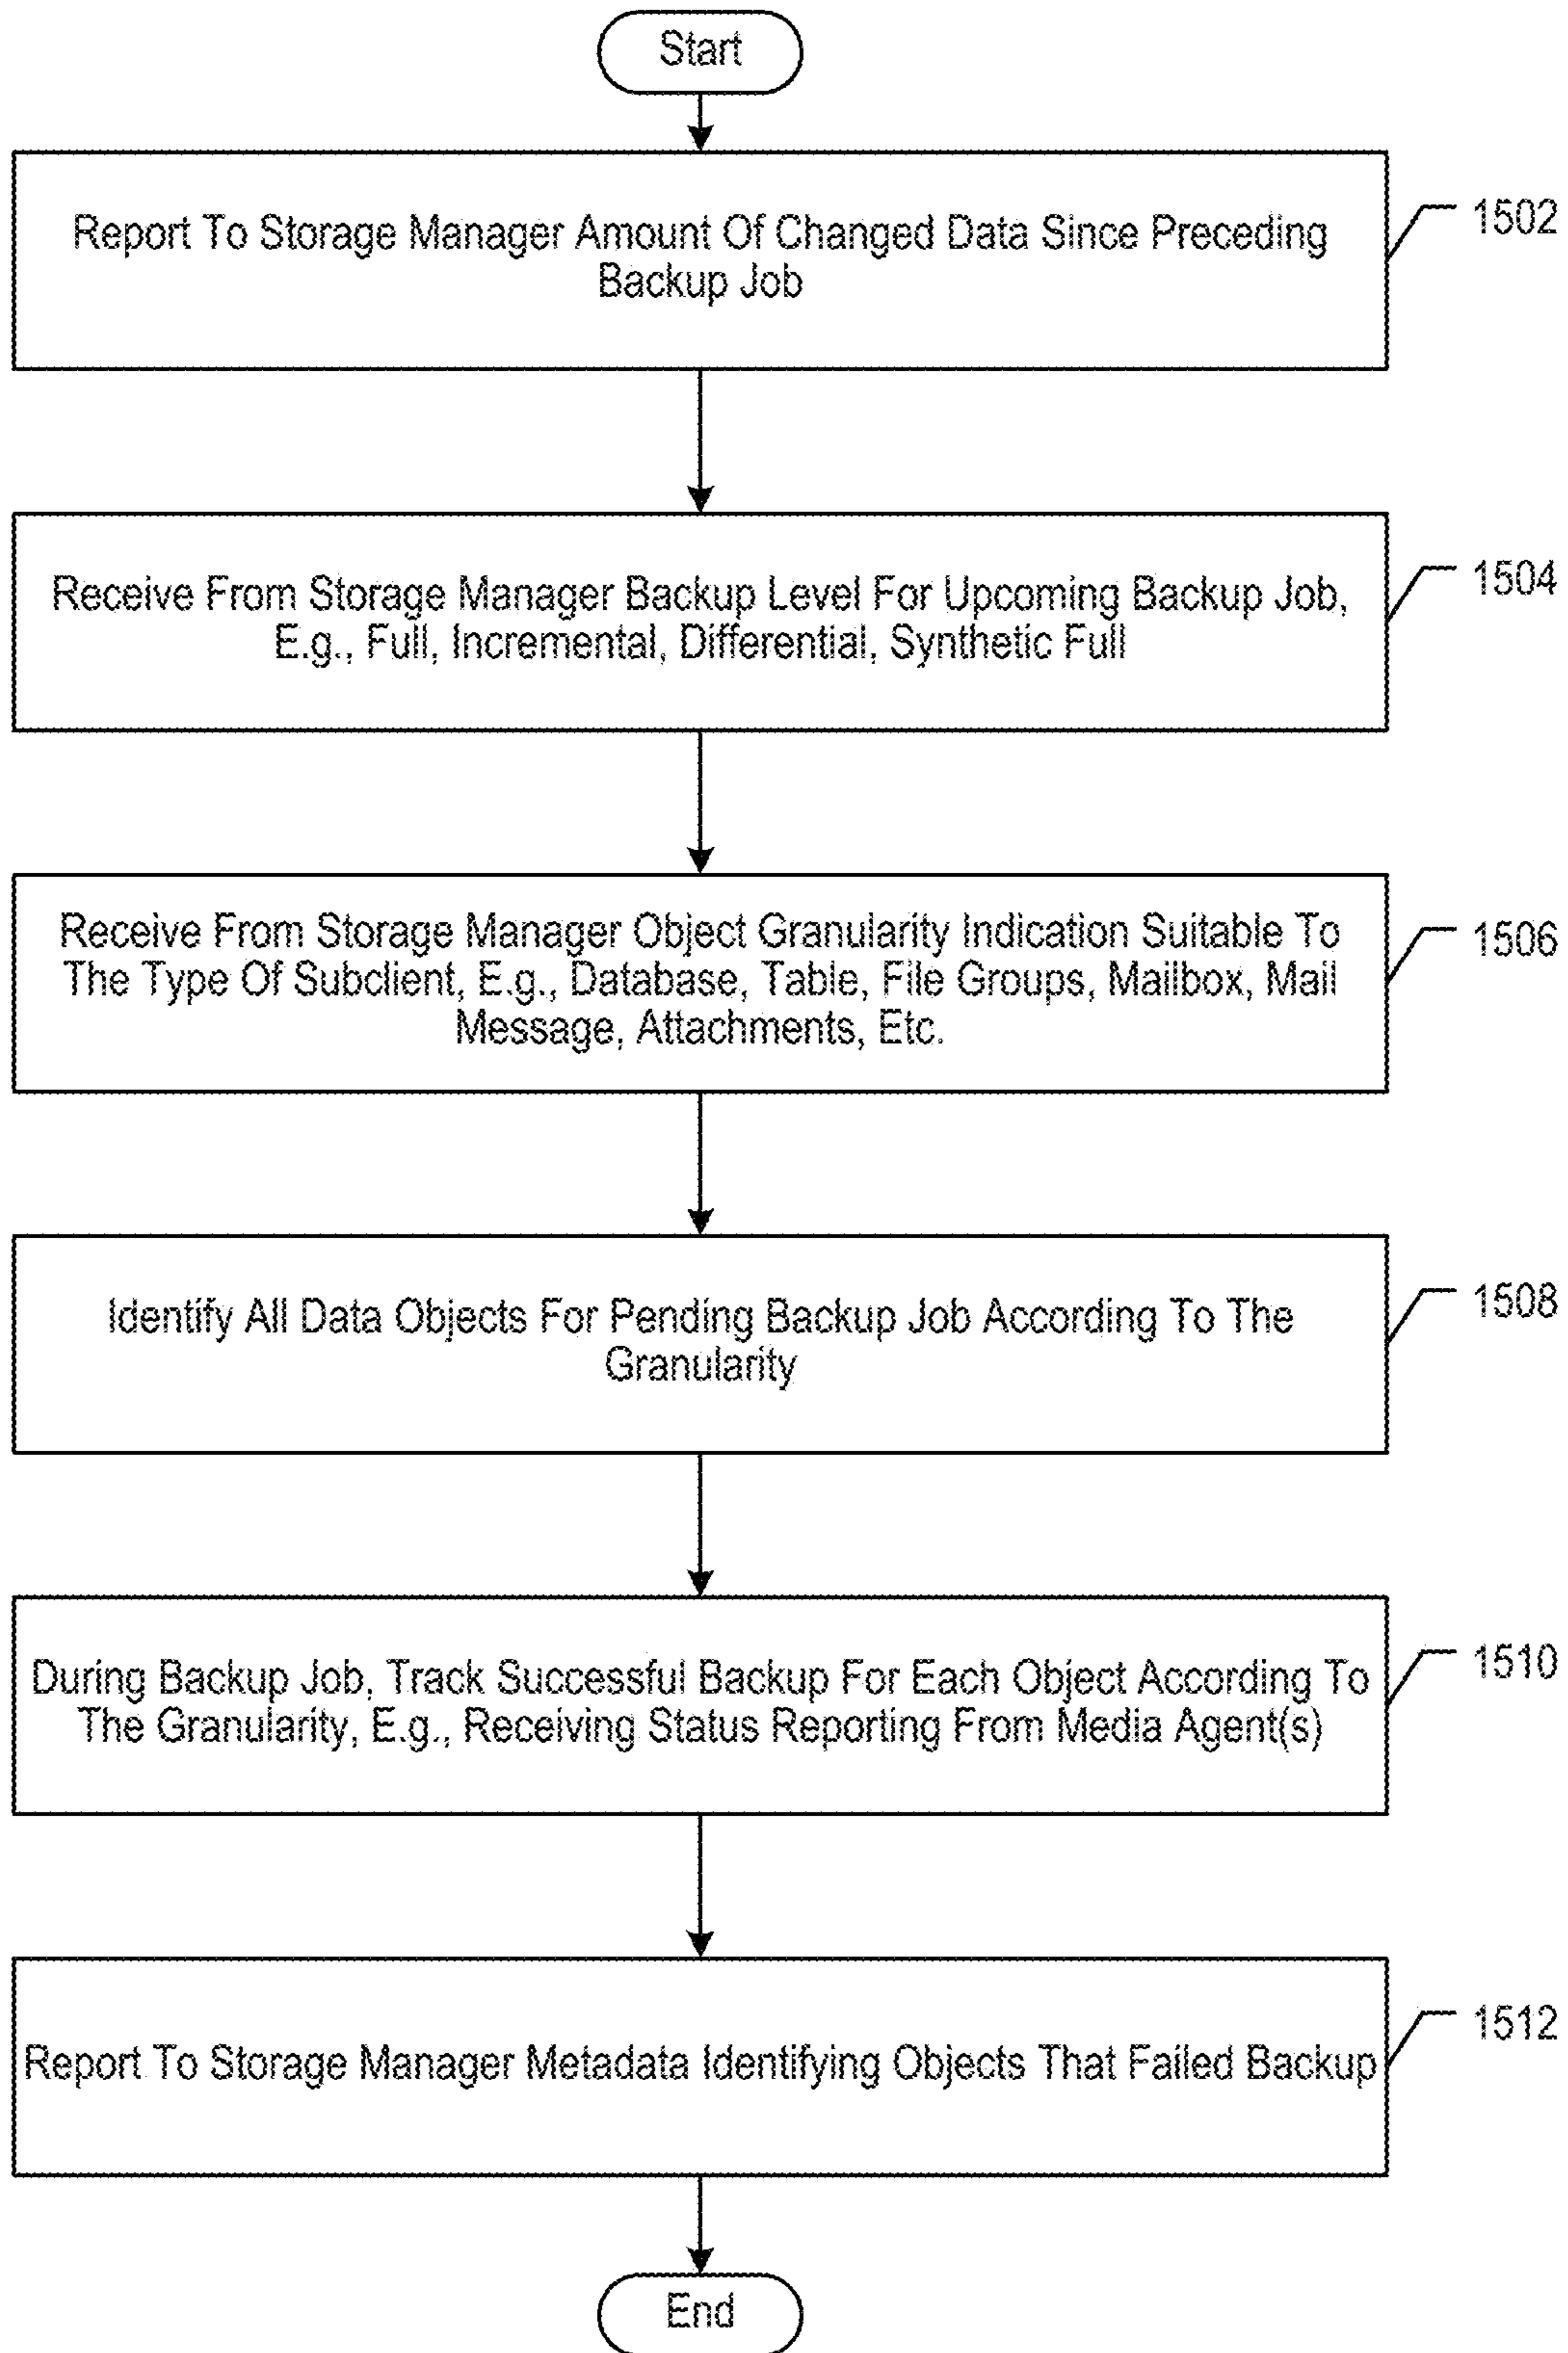 Start
Report To Storage Manager Amount Of Changed Data Since Preceding
Backup Job
1502
Receive From Storage Manager Backup Level For Upcoming Backup Job,
E.g., Full, Incremental, Differential, Synthetic Full
1504
Receive From Storage Manager Object Granularity Indication Suitable To
The Type Of Subclient, E.g., Database, Table, File Groups, Mailbox, Mail
Message, Attachments, Etc.
1506
Identify All Data Objects For Pending Backup Job According To The
Granularity
1508
During Backup Job, Track Successful Backup For Each Object According To
The Granularity, E.g., Receiving Status Reporting From Media Agent(s)
1510
Report To Storage Manager Metadata Identifying Objects That Failed Backup
1512
End